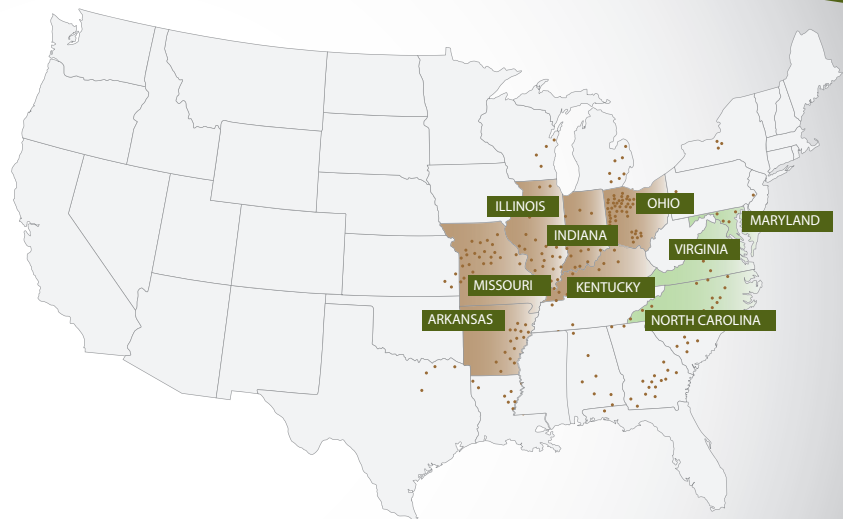 ILLINOIS
OHIO
MARYLAND
INDIANA
VIRGINIA
MISSOURI
KENTUCKY
ARKANSAS
NORTH CAROLINA